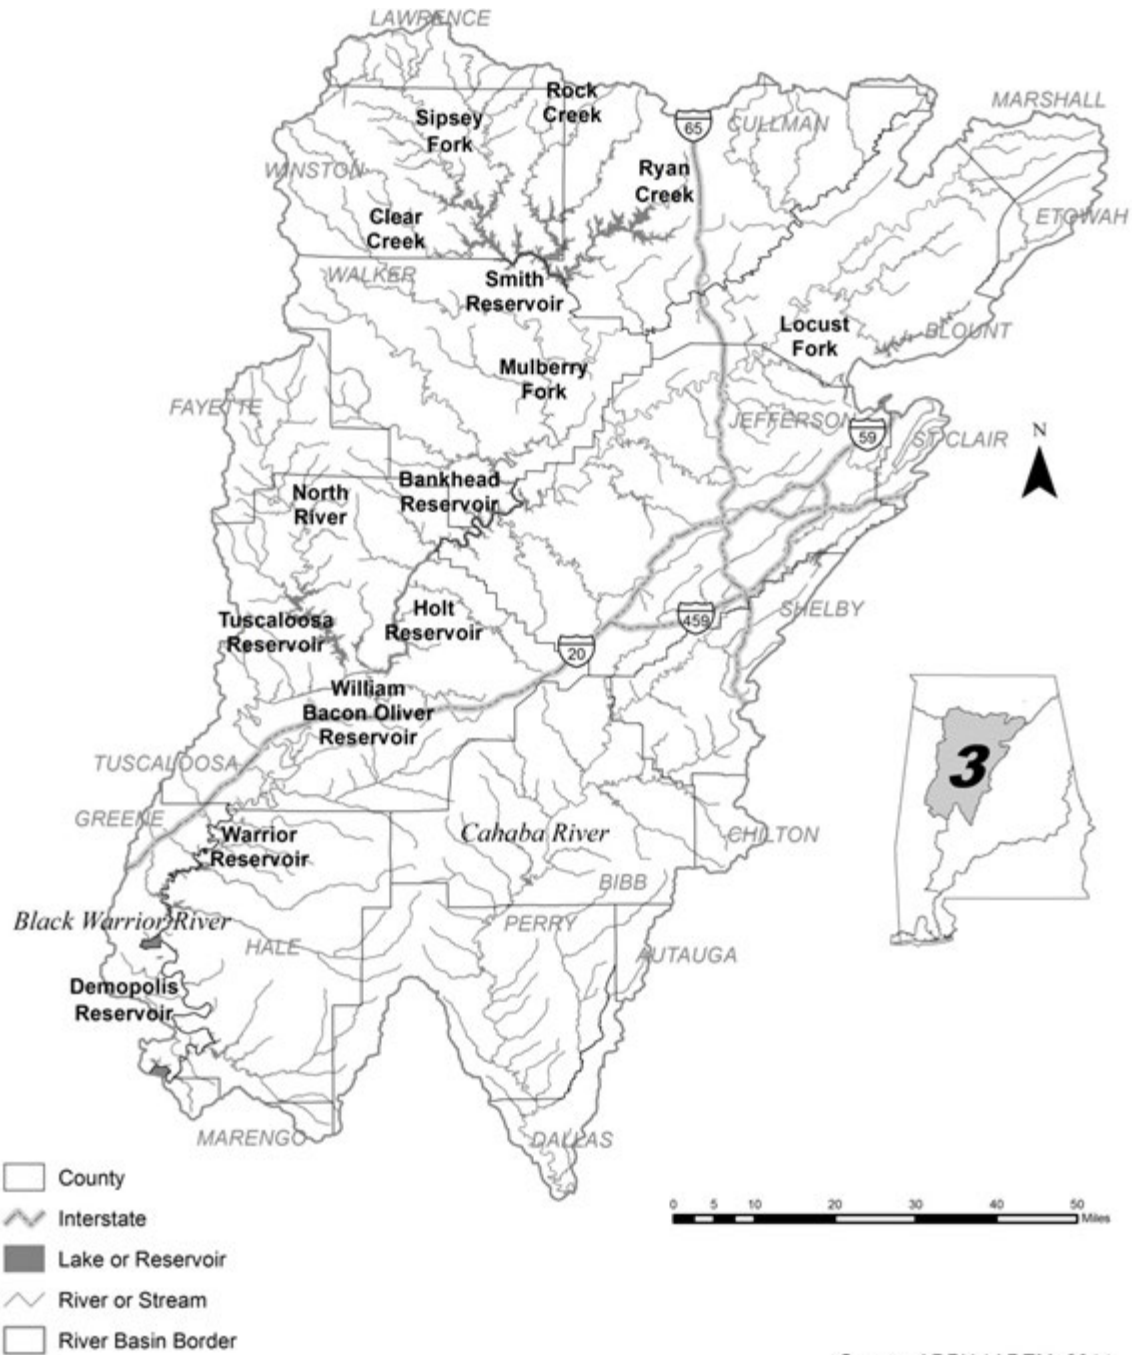 LAWRENCE
Rock
Creek
MARSHALL
Sipsey
Fork
65
CULLMAN
WINSTON
Ryan
Creek
Clear
Creek
ETOWAH
WALKER
Smith
Reservoir
Locust
Fork
BLOUNT
Mulberry
Fork
FAYETTE
JEFFERSON
59
ST CLAIR
N
Bankhead
Reservoir
North
River
Holt
Reservoir
SHELBY
459
Tuscaloosa
Reservoir
20
William
Bacon Oliver
Reservoir
TUSCALOOSA
3
GREENE
Warrior
Reservoir
Cahaba River
CHILTON
BIBB
Black Warrior River
PERRY
HALE
AUTAUGA
Demopolis
Reservoir
MARENGO
DALLAS
County
Interstate
Lake or Reservoir
River or Stream
River Basin Border
0 5 10 20 30 40 50
Miles